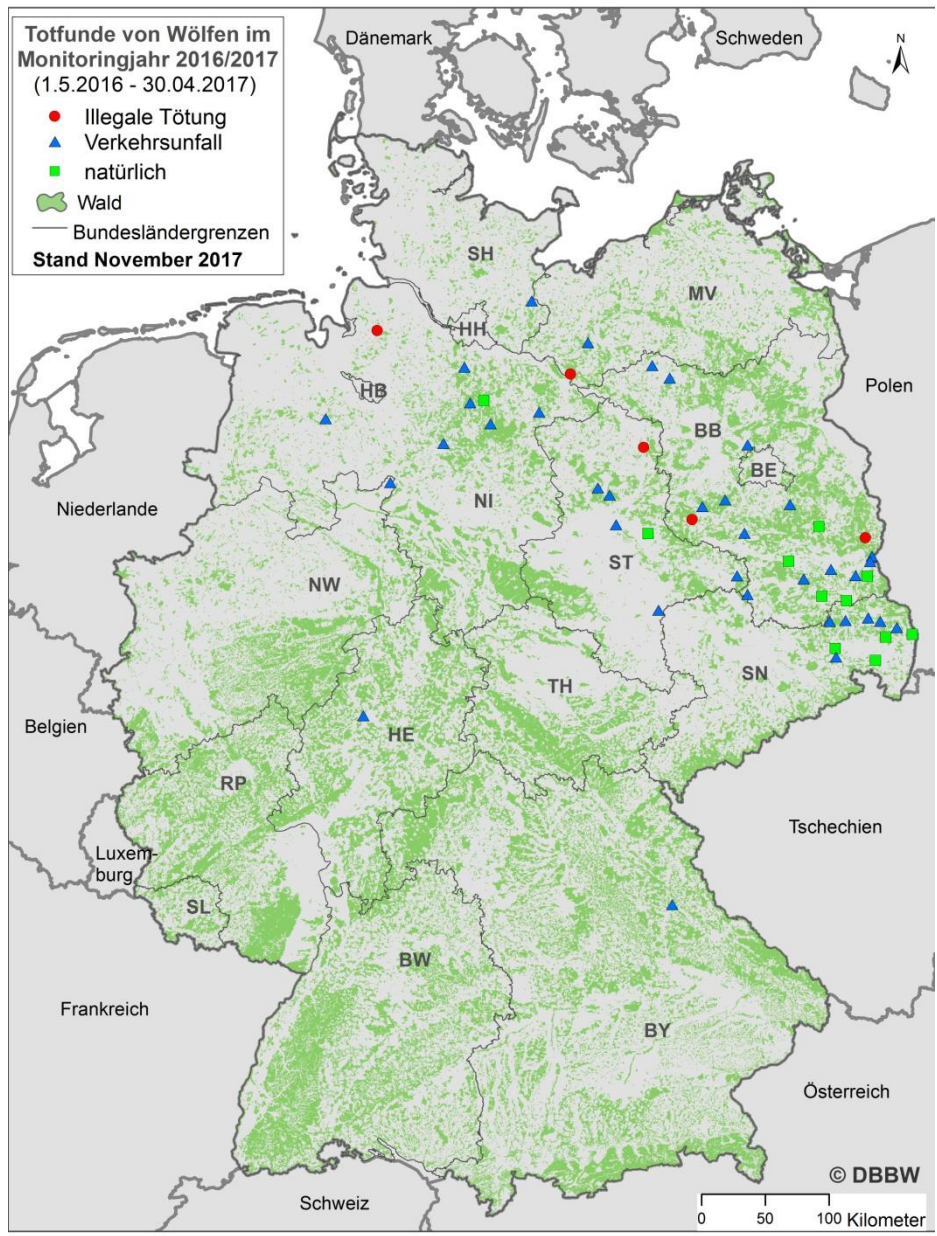 Totfunde von Wölfen im
Monitoringjahr 2016/2017
(1.5.2016 - 30.04.2017)
Illegale Tötung
Verkehrsunfall
natürlich
Wald
Bundesländergrenzen
Stand November 2017
Dänemark
Schweden
N
SH
MV
HH
HB
Polen
BB
BE
Niederlande
NI
ST
NW
SN
TH
Belgien
HE
RP
Tschechien
Luxem-
burg
SL
BW
Frankreich
BY
Österreich
© DBBW
Schweiz
0 50 100 Kilometer